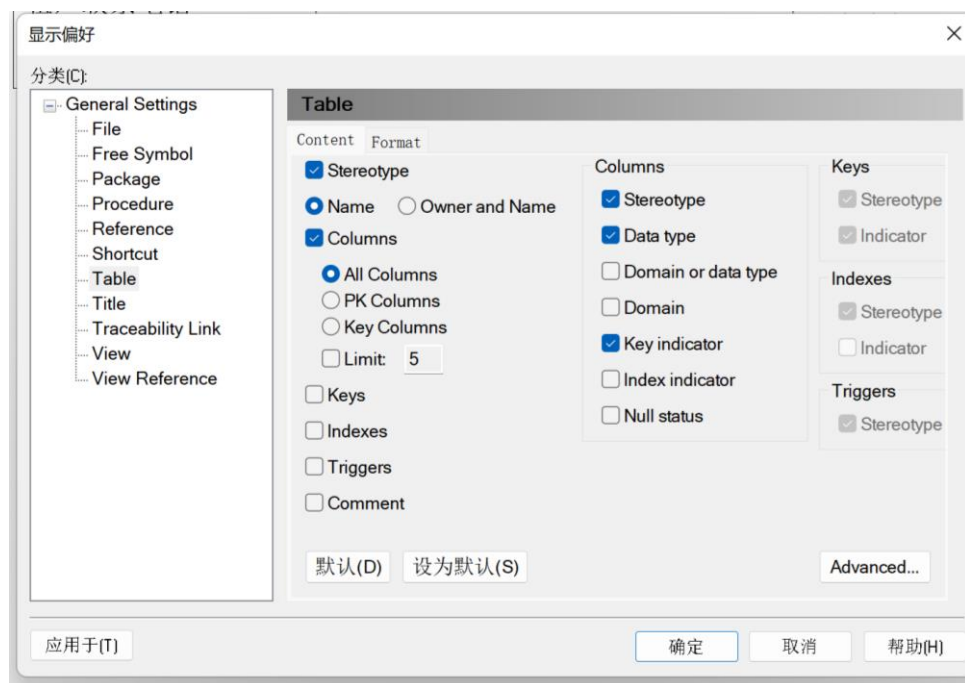 显示偏好
分类(C):
General Settings
File
Free Symbol
Package
Procedure
Reference
Shortcut
Table
Title
Traceability Link
View
View Reference
Table
Content Format
Stereotype
Name Owner and Name
Columns
All Columns
PK Columns
Key Columns
Limit: 5
Keys
Indexes
Triggers
Comment
Columns
Stereotype
Data type
Domain or data type
Domain
Key indicator
Index indicator
Null status
Keys
Stereotype
Indicator
Indexes
Stereotype
Indicator
Triggers
Stereotype
默认(D) 设为默认(S) Advanced...
应用于(T) 确定 取消 帮助(H)